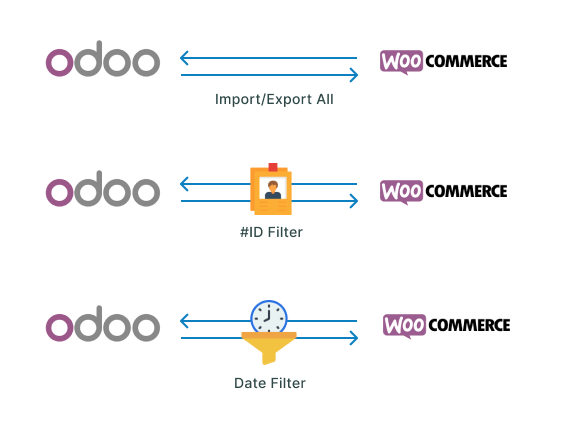 odoo WOO COMMERCE
Import/Export All
odoo WOO COMMERCE
#ID Filter
odoo WOO COMMERCE
Date Filter